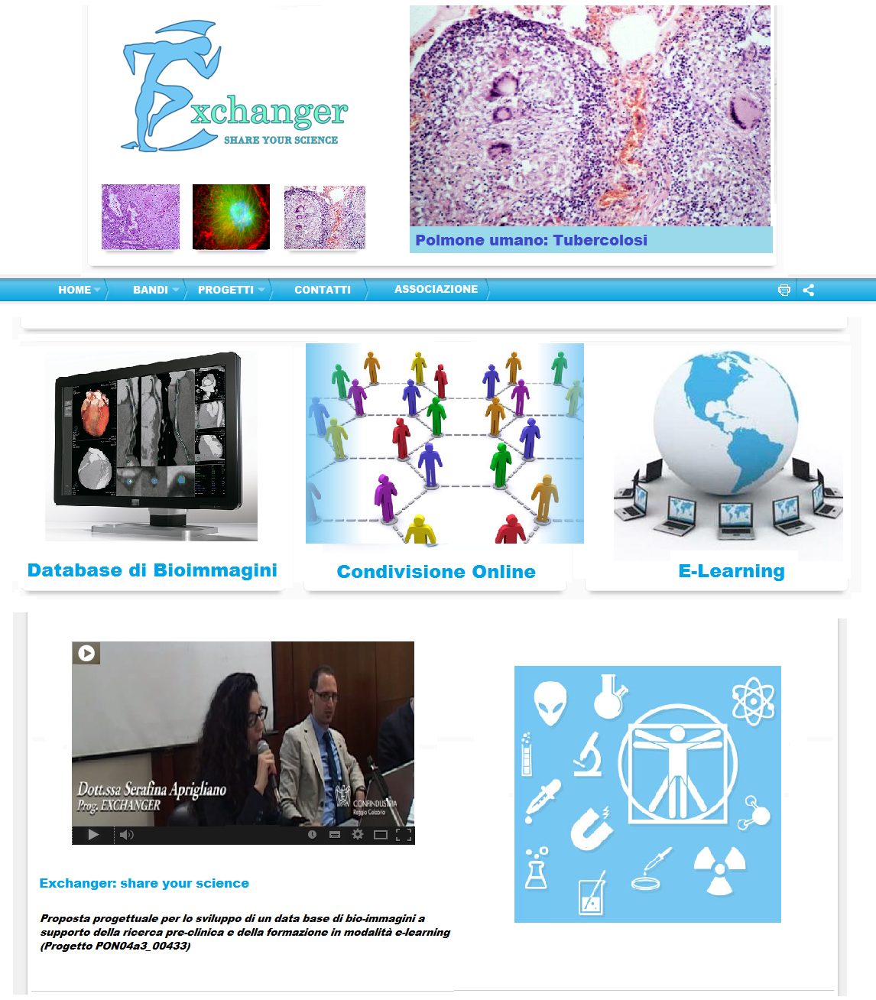 Exchanger
SHARE YOUR SCIENCE
Polmone umano: Tubercolosi
HOME
BANDI
PROGETTI
CONTATTI
ASSOCIAZIONE
Database di Bioimmagini
Condivisione Online
E-Learning
Dott.ssa Serafina Aprigliano
Prog. EXCHANGER
CONFINDUSTRIA
Reggio Calabria
Exchanger: share your science
Proposta progettuale per lo sviluppo di un data base di bio-immagini a
supporto della ricerca pre-clinica e della formazione in modalità e-learning
(Progetto PON04a3_00433)